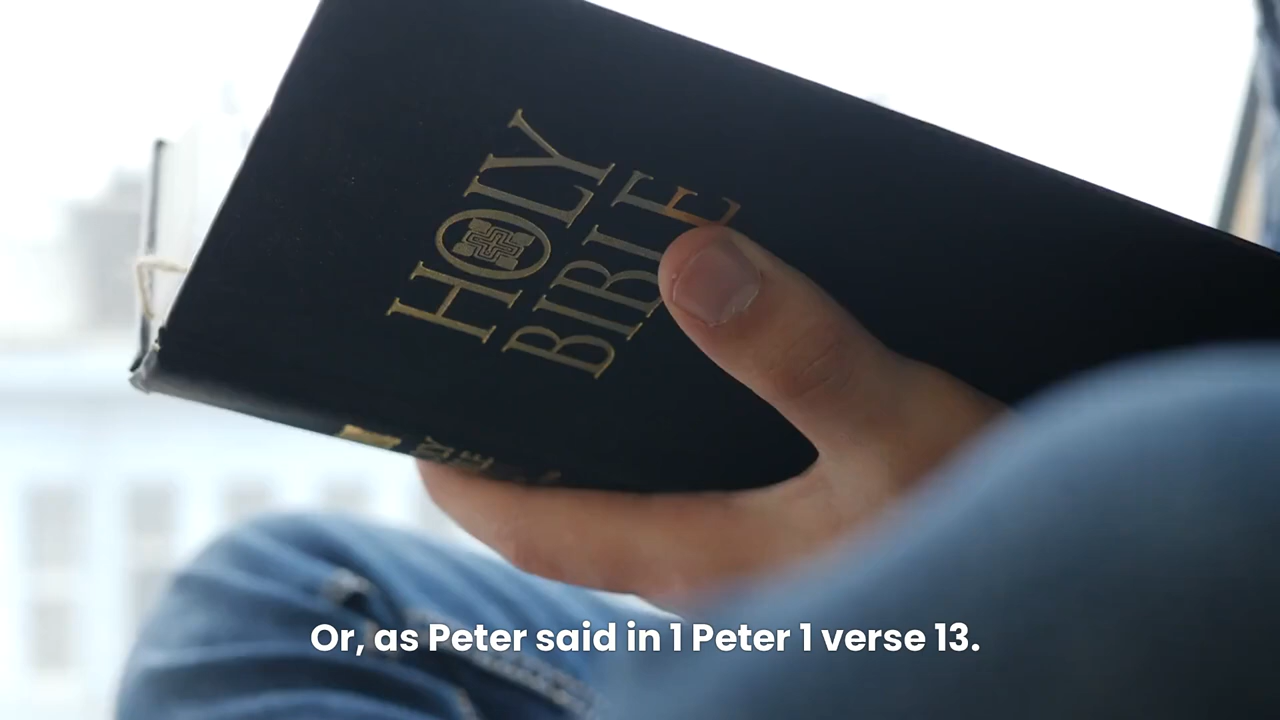 HOLY
BIBLE
Or, as Peter said in 1 Peter 1 verse 13.